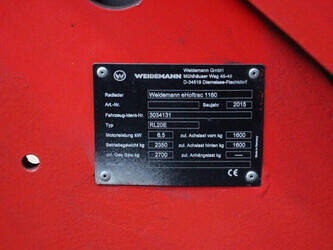 WEIDEMANN
Weidemann GmbH
Mühlhäuser Weg 45-49
D-34519 Diemelsee-Flechtdorf
Radlader Weidemann eHoftrac 1160
Art.-Nr. Baujahr 2015
Fahrzeug-Ident-Nr. 3034131
Typ RL20E
Motorleistung kW 6,5 zul. Achslast vorn kg 1600
Betriebsgewicht kg 2350 zul. Achslast hinten kg 1600
zul. Ges Gew. kg 2700 zul. Anhängelast kg —
CE